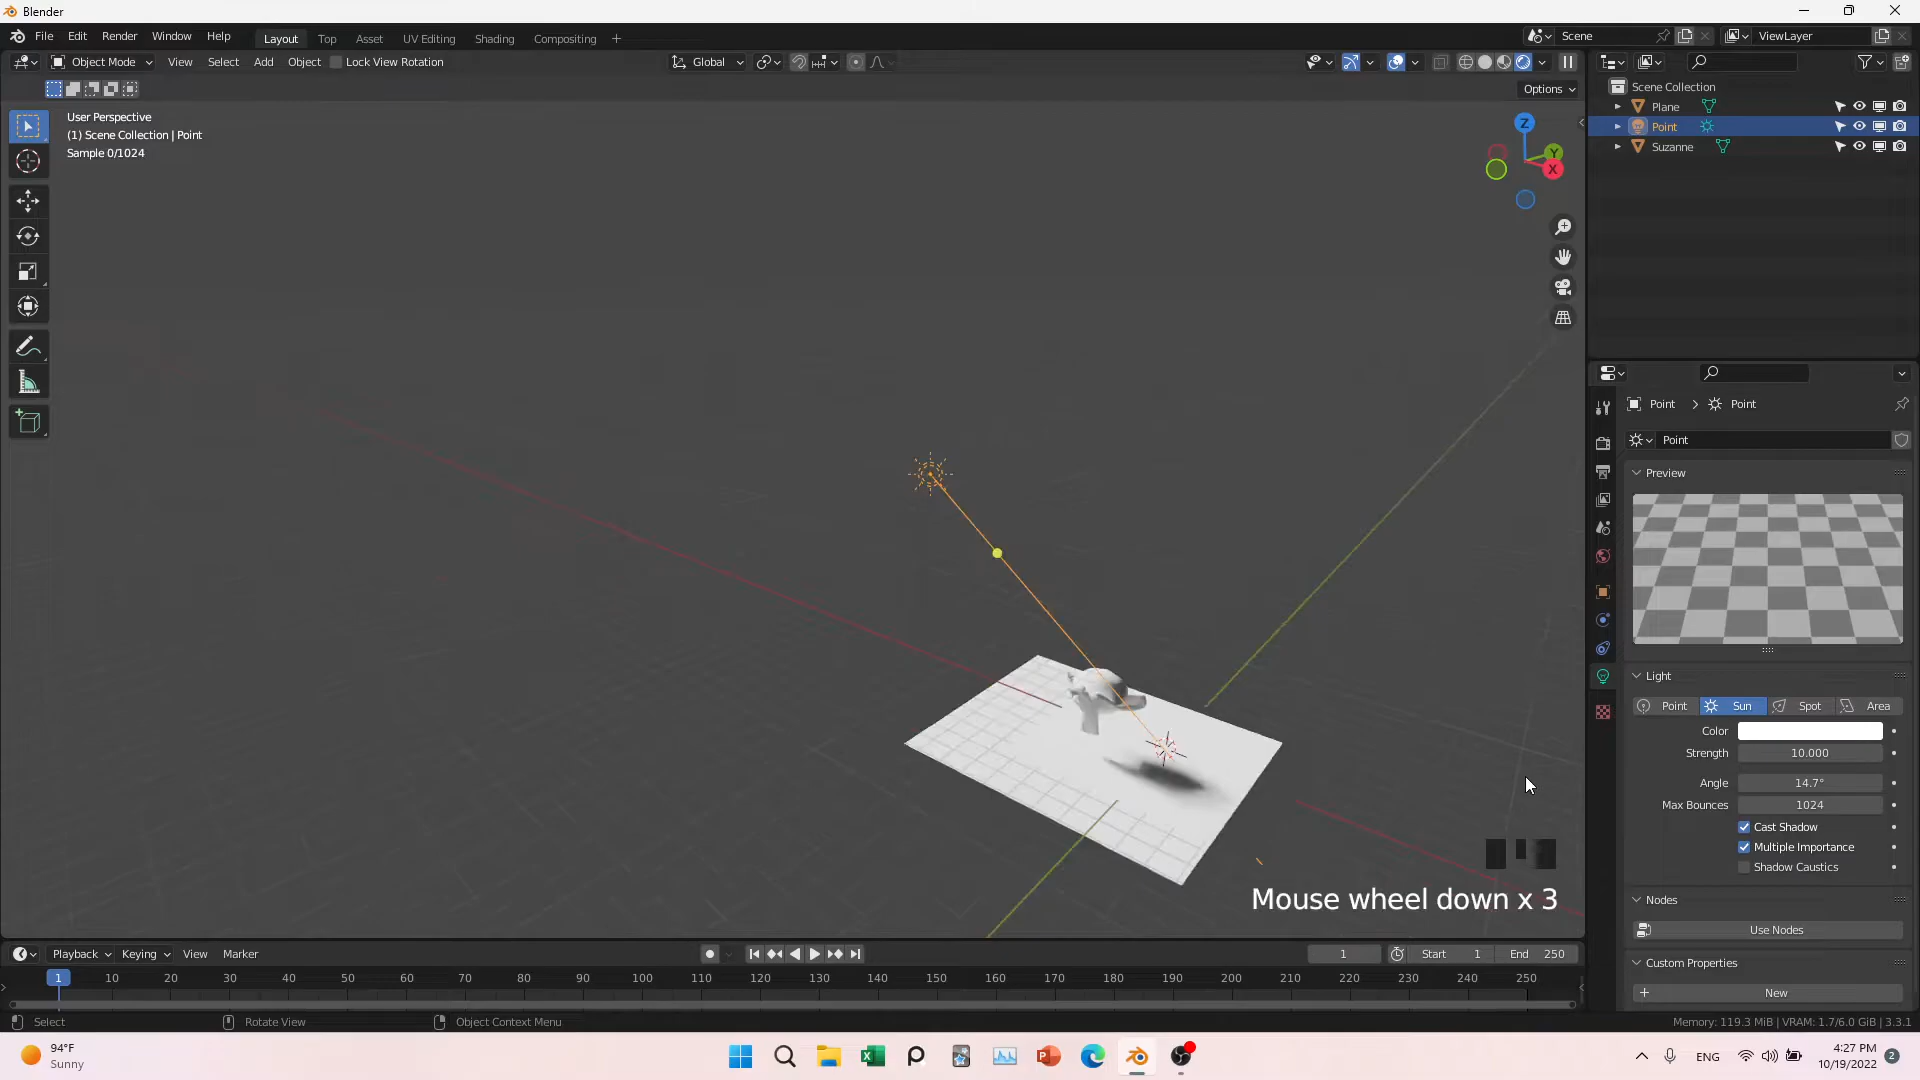 Blender
File Edit Render Window Help Layout Top Asset UV Editing Shading Compositing Scene ViewLayer
Object Mode View Select Add Object Lock View Rotation Global
Options
User Perspective
(1) Scene Collection | Point
Sample 0/1024
Z
Y
X
Scene Collection
Plane
Point
Suzanne
Point Point
Point
Preview
Light
Point Sun Spot Area
Color
Strength 10.000
Angle 14.7°
Max Bounces 1024
Cast Shadow
Multiple Importance
Shadow Caustics
Nodes
Use Nodes
Custom Properties
New
Mouse wheel down x 3
Playback Keying View Marker 1 Start 1 End 250
1 10 20 30 40 50 60 70 80 90 100 110 120 130 140 150 160 170 180 190 200 210 220 230 240 250
Select Rotate View Object Context Menu Memory: 119.3 MiB | VRAM: 1.7/6.0 GiB | 3.3.1
94°F
Sunny
ENG
4:27 PM
10/19/2022
2